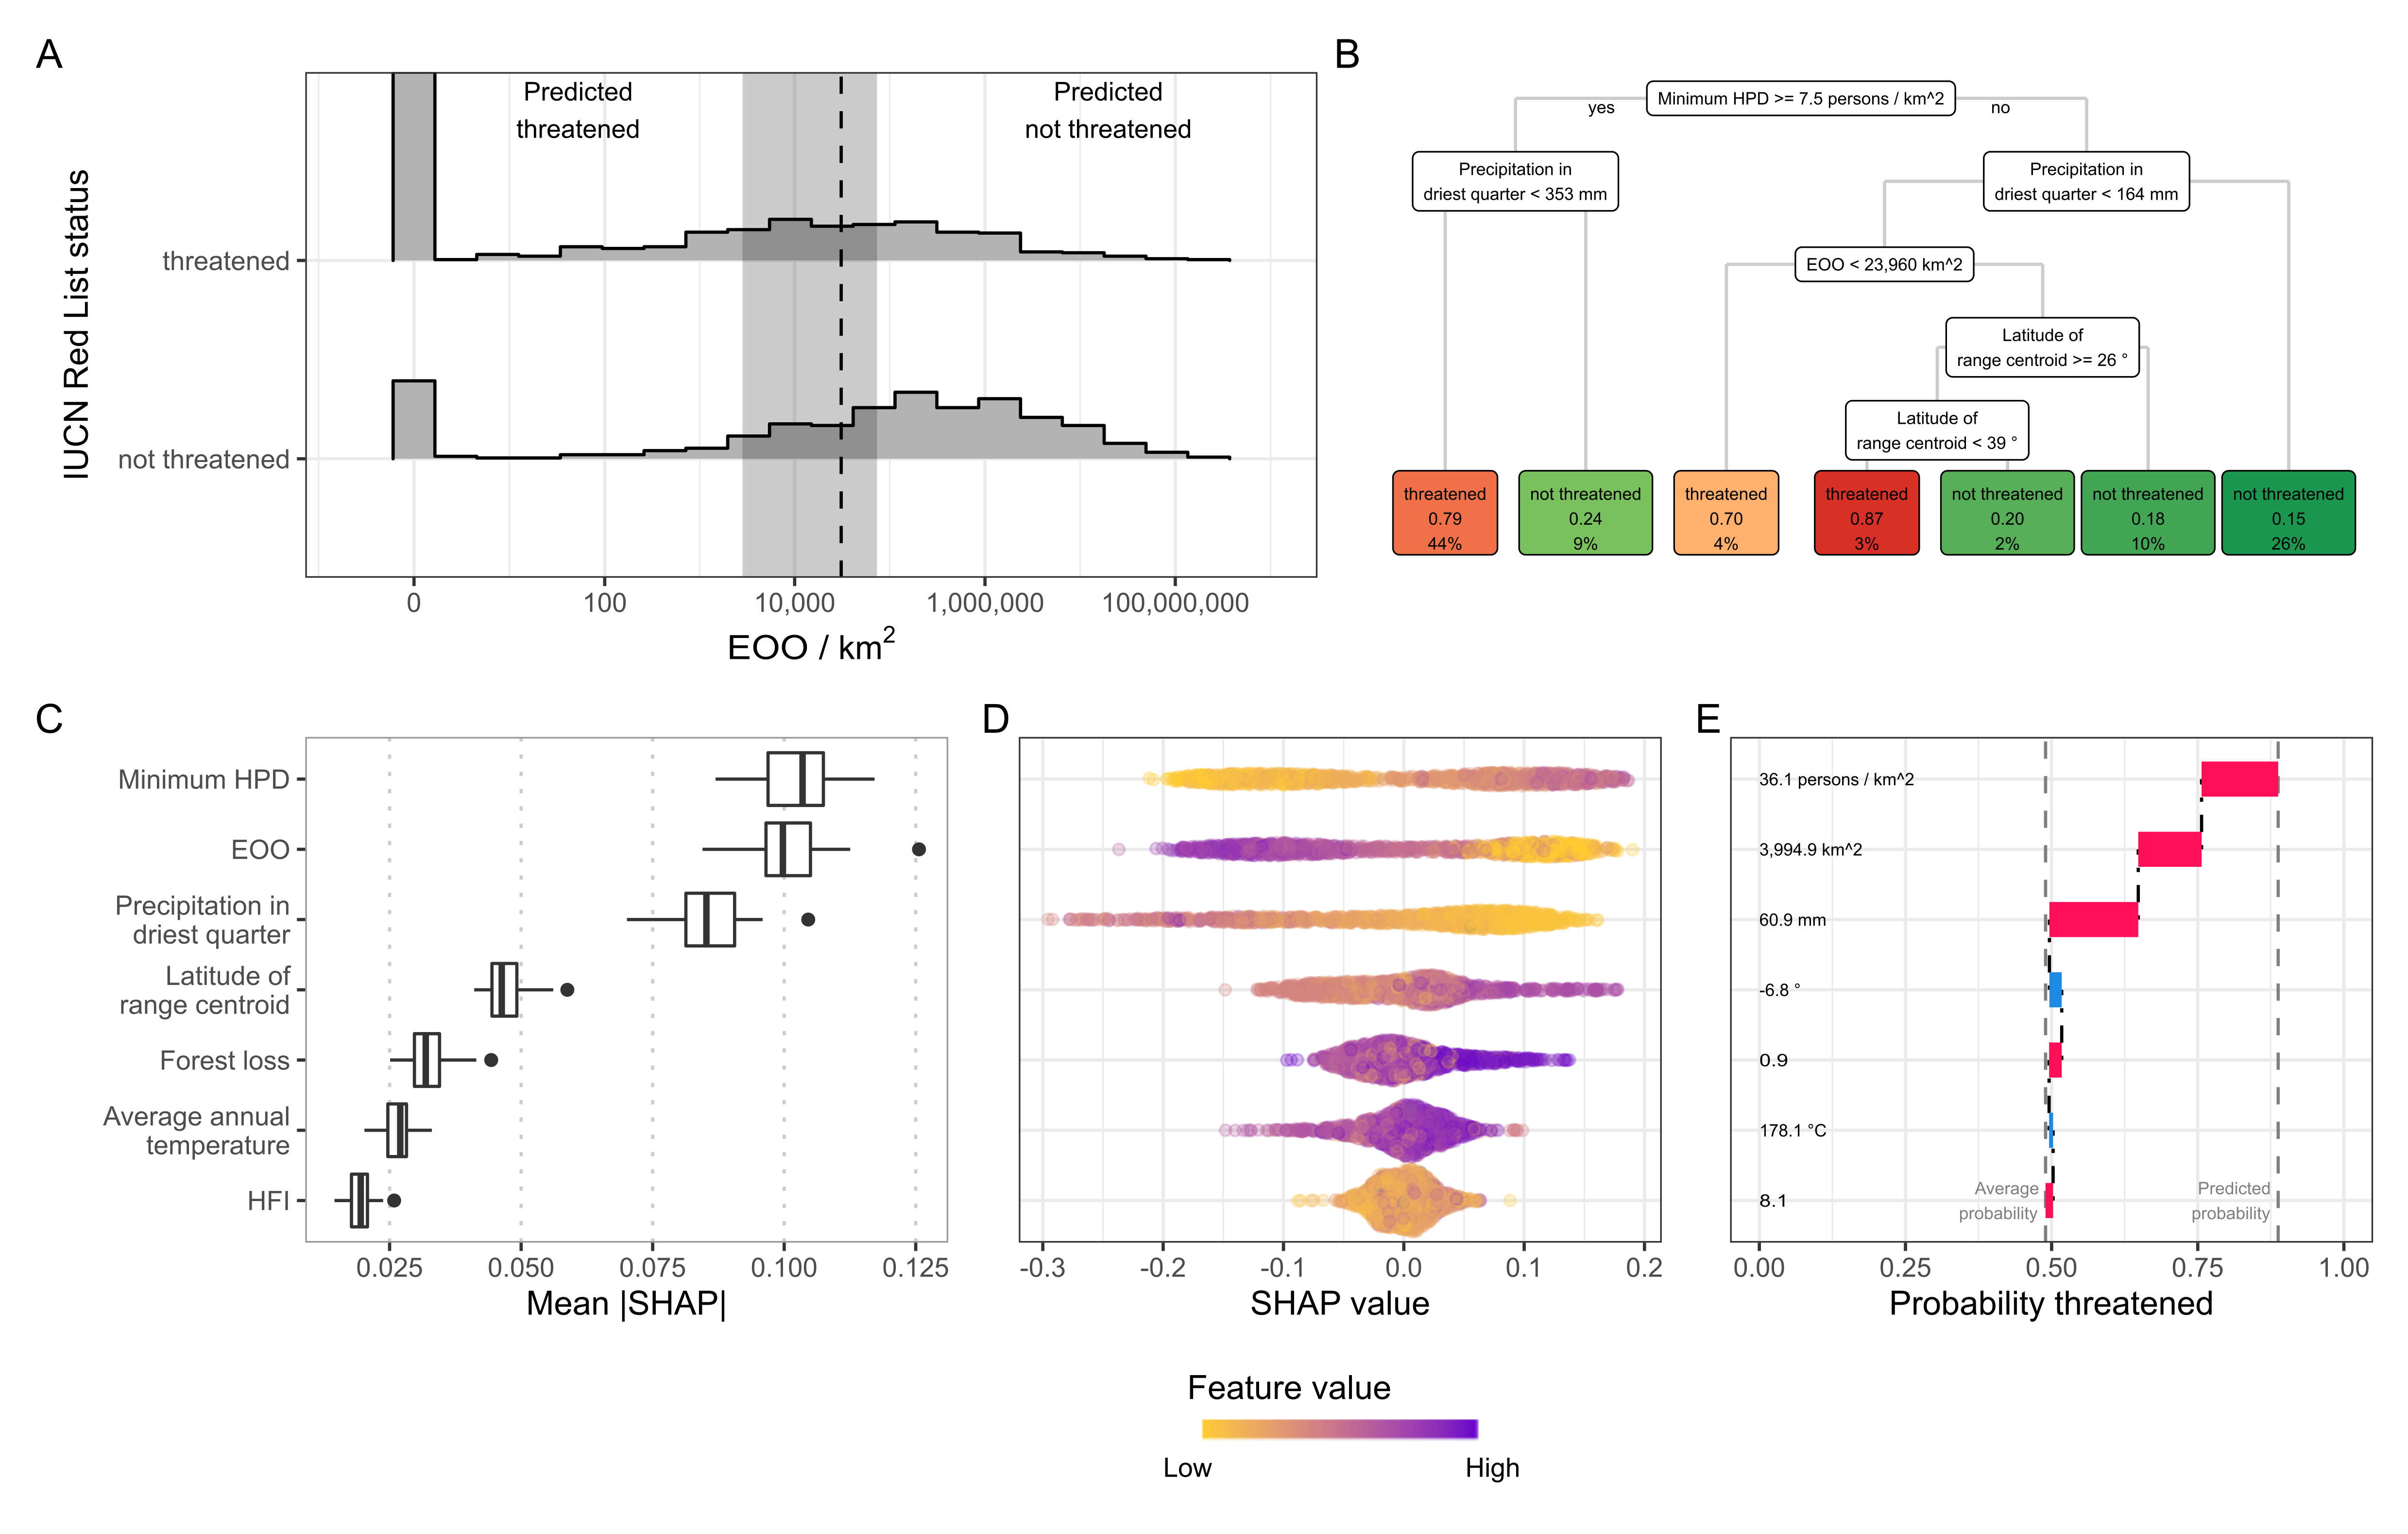 A
Predicted
threatened
Predicted
not threatened
IUCN Red List status
threatened
not threatened
0
100
10,000
1,000,000
100,000,000
EOO / km²
B
Minimum HPD >= 7.5 persons / km^2
yes
no
Precipitation in
driest quarter < 353 mm
Precipitation in
driest quarter < 164 mm
EOO < 23,960 km^2
Latitude of
range centroid >= 26 °
Latitude of
range centroid < 39 °
threatened
0.79
44%
not threatened
0.24
9%
threatened
0.70
4%
threatened
0.87
3%
not threatened
0.20
2%
not threatened
0.18
10%
not threatened
0.15
26%
C
Minimum HPD
EOO
Precipitation in
driest quarter
Latitude of
range centroid
Forest loss
Average annual
temperature
HFI
0.025
0.050
0.075
0.100
0.125
Mean |SHAP|
D
-0.3
-0.2
-0.1
0.0
0.1
0.2
SHAP value
E
36.1 persons / km^2
3,994.9 km^2
60.9 mm
-6.8 °
0.9
178.1 °C
8.1
Average
probability
Predicted
probability
0.00
0.25
0.50
0.75
1.00
Probability threatened
Feature value
Low
High